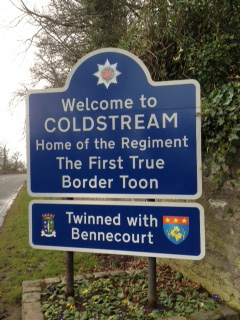 Welcome to
COLDSTREAM
Home of the Regiment
The First True
Border Toon
Twinned with
Bennecourt